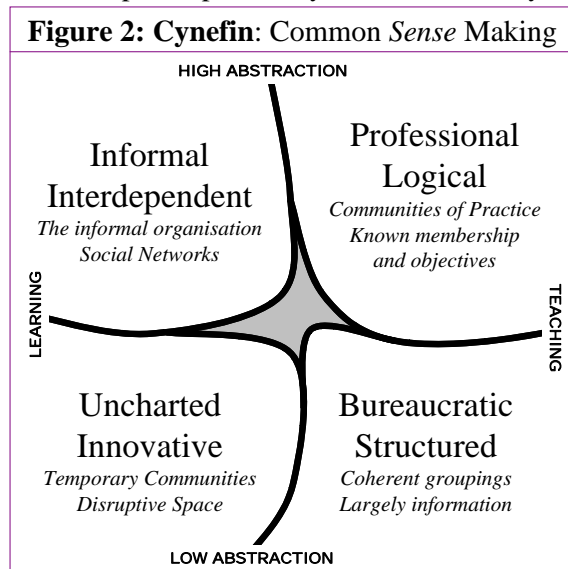 Figure 2: Cynefin: Common Sense Making
HIGH ABSTRACTION
Informal
Interdependent
The informal organisation
Social Networks
Professional
Logical
Communities of Practice
Known membership
and objectives
LEARNING
TEACHING
Uncharted
Innovative
Temporary Communities
Disruptive Space
Bureaucratic
Structured
Coherent groupings
Largely information
LOW ABSTRACTION